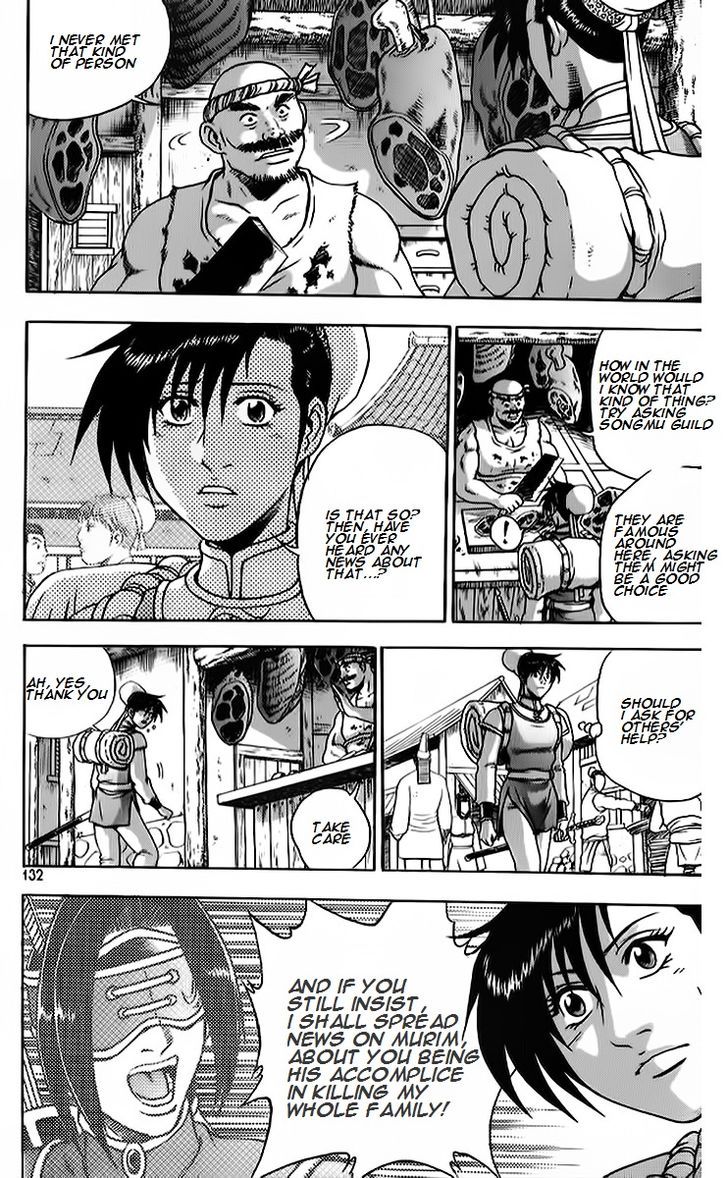 I NEVER MET
THAT KIND
OF PERSON
HOW IN THE
WORLD WOULD
I KNOW THAT
KIND OF THING?
TRY ASKING
SONGMU GUILD
IS THAT SO?
THEN, HAVE
YOU EVER
HEARD ANY
NEWS ABOUT
THAT...?
!
THEY ARE
FAMOUS
AROUND
HERE, ASKING
THEM MIGHT
BE A GOOD
CHOICE
AH, YES,
THANK YOU
TAKE
CARE
SHOULD
I ASK FOR
OTHERS'
HELP?
132
AND IF YOU
STILL INSIST,
I SHALL SPREAD
NEWS ON MURIM,
ABOUT YOU BEING
HIS ACCOMPLICE
IN KILLING MY
WHOLE FAMILY!